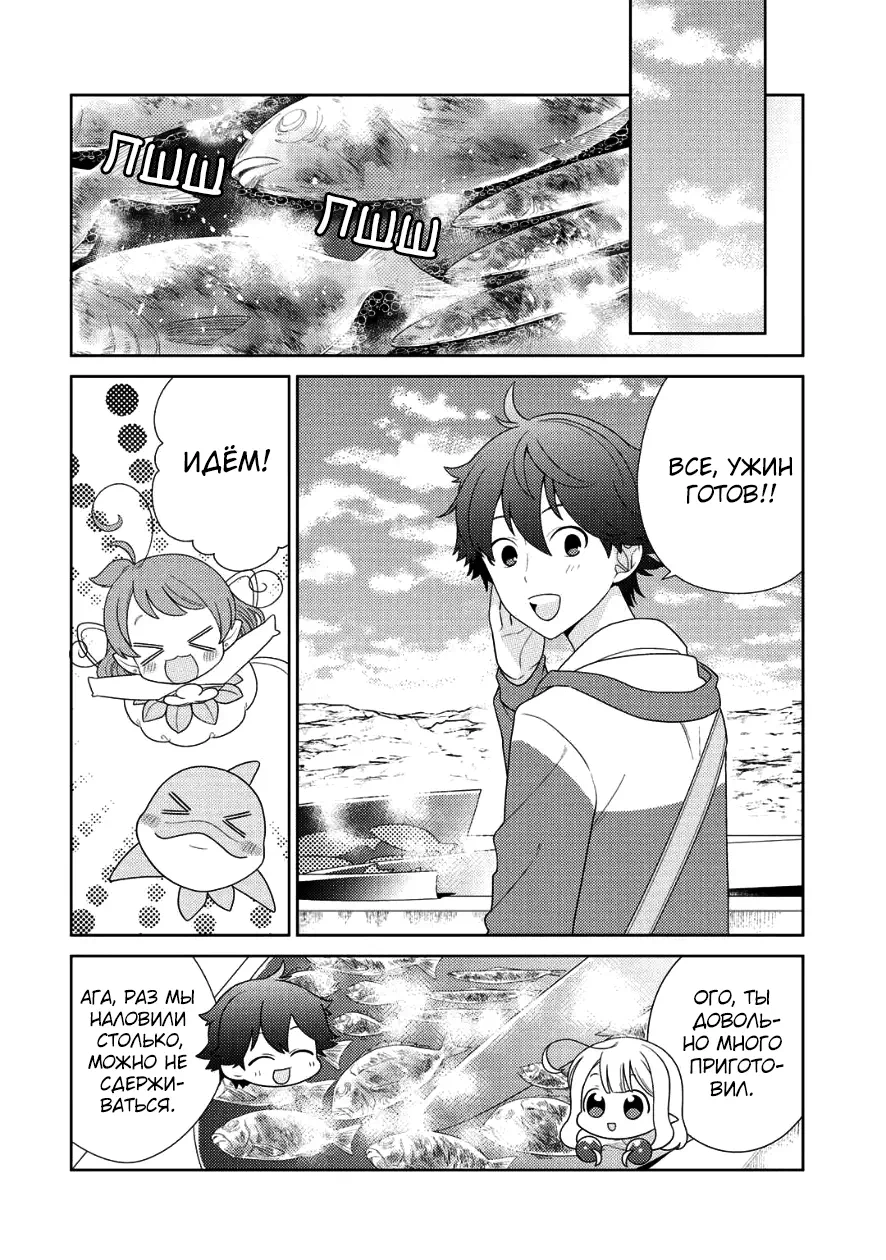 ПШШ
ПШШ
ВСЕ, УЖИН
ГОТОВ!!
ИДЁМ!
ОГО, ТЫ
ДОВОЛЬ-
НО МНОГО
ПРИГОТО-
ВИЛ.
АГА, РАЗ МЫ
НАЛОВИЛИ
СТОЛЬКО,
МОЖНО НЕ
СДЕРЖИ-
ВАТЬСЯ.